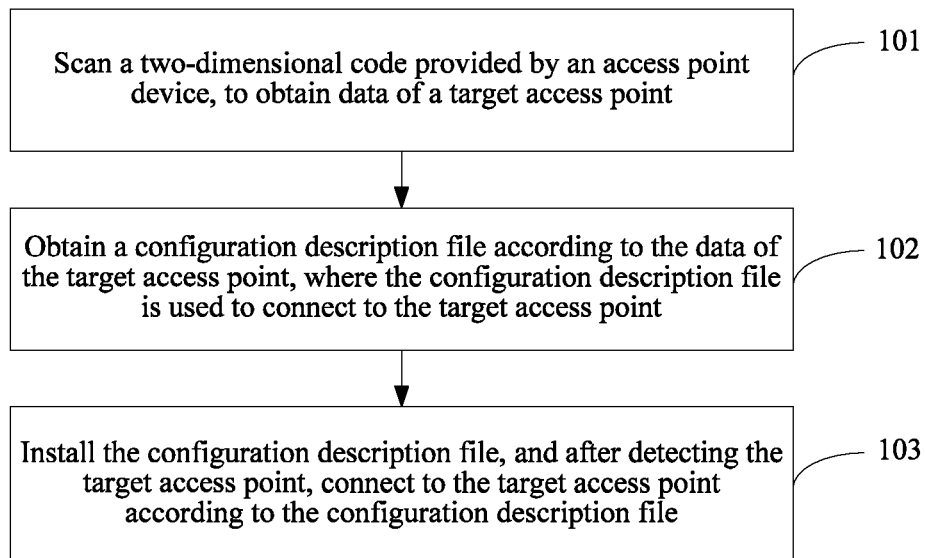 Scan a two-dimensional code provided by an access point
device, to obtain data of a target access point
101
Obtain a configuration description file according to the data of
the target access point, where the configuration description file
is used to connect to the target access point
102
Install the configuration description file, and after detecting the
target access point, connect to the target access point
according to the configuration description file
103